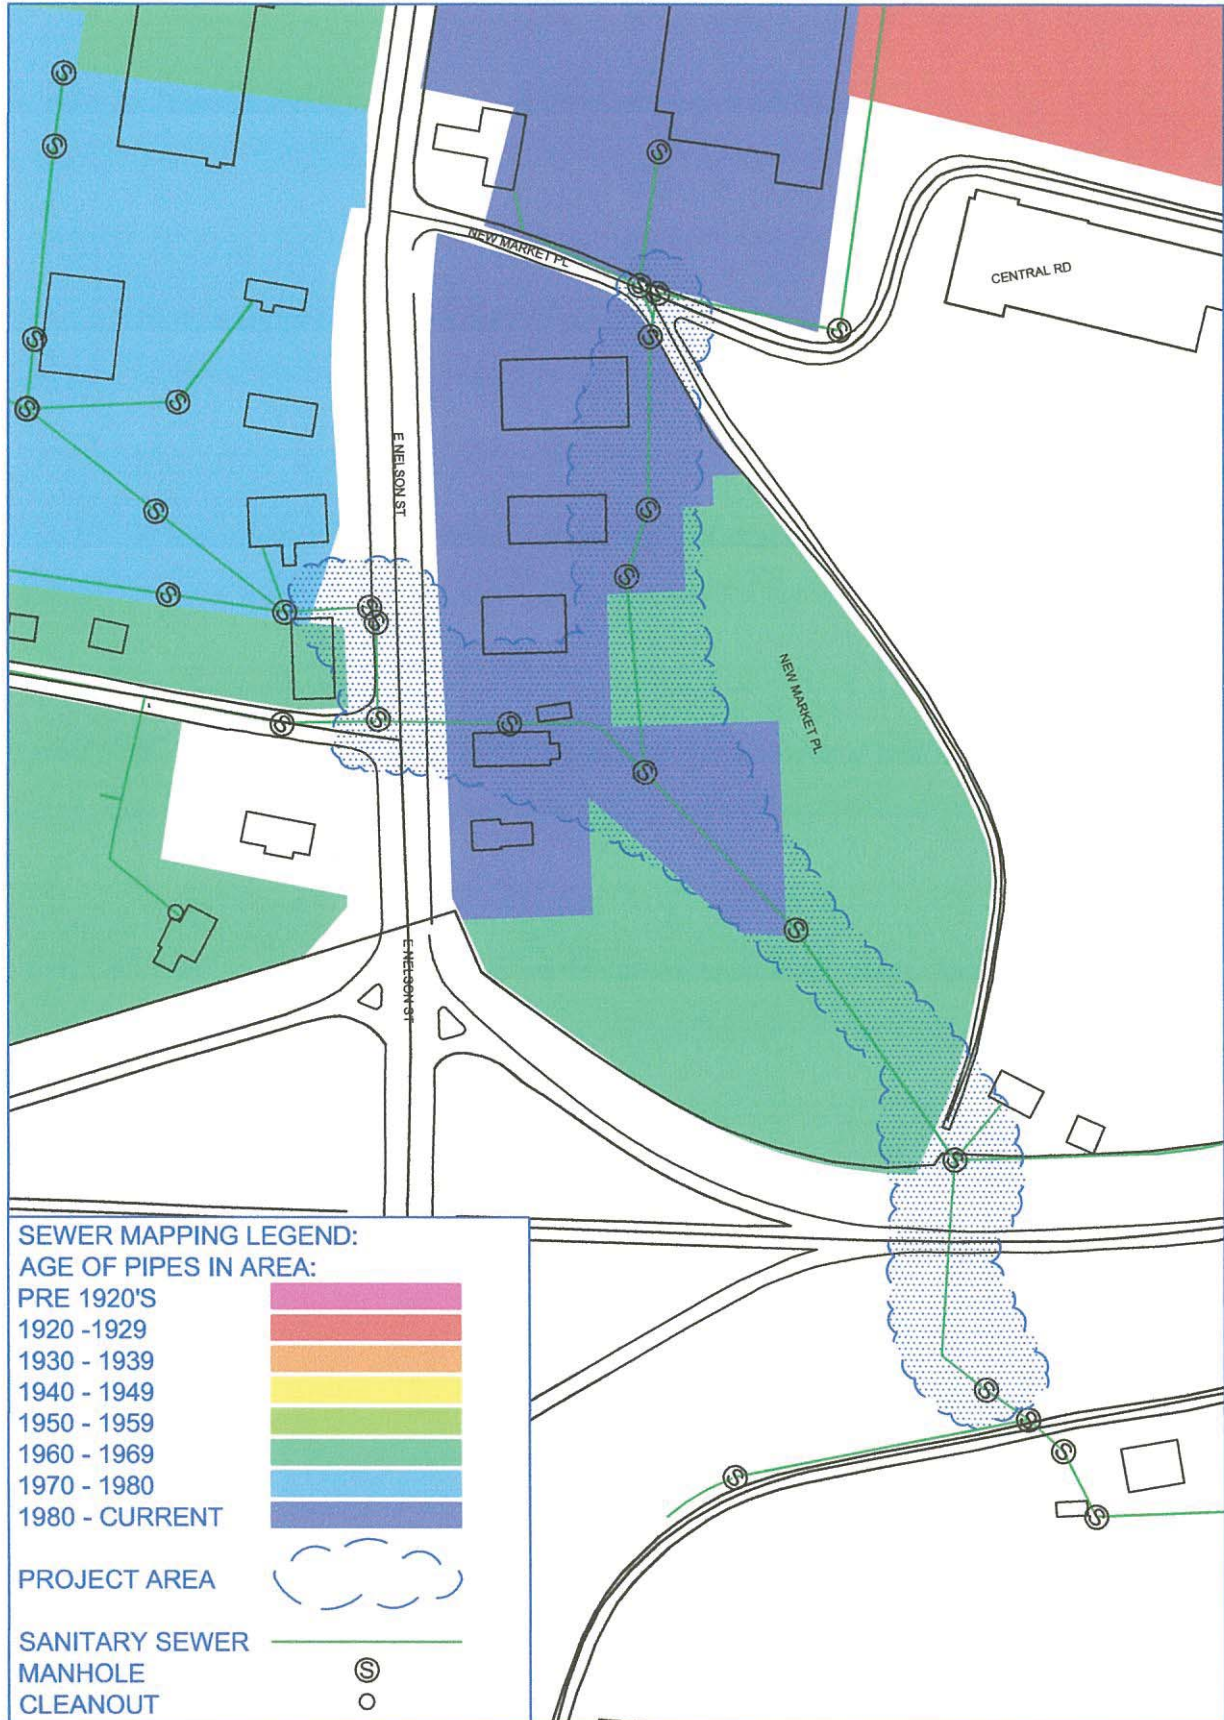 NEW MARKET PL
CENTRAL RD
E NELSON ST
NEW MARKET PL
E NELSON ST
SEWER MAPPING LEGEND:
AGE OF PIPES IN AREA:
PRE 1920'S
1920 -1929
1930 - 1939
1940 - 1949
1950 - 1959
1960 - 1969
1970 - 1980
1980 - CURRENT
PROJECT AREA
SANITARY SEWER
MANHOLE S
CLEANOUT